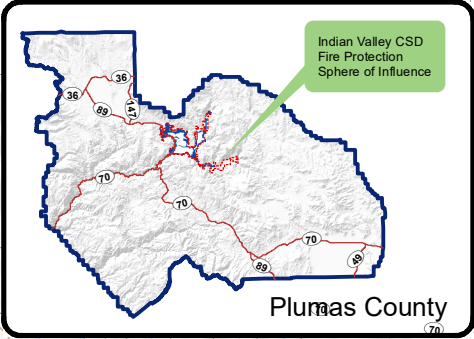 Indian Valley CSD
Fire Protection
Sphere of Influence
36
36
147
89
70
70
70
89
49
Plumas County
70
70